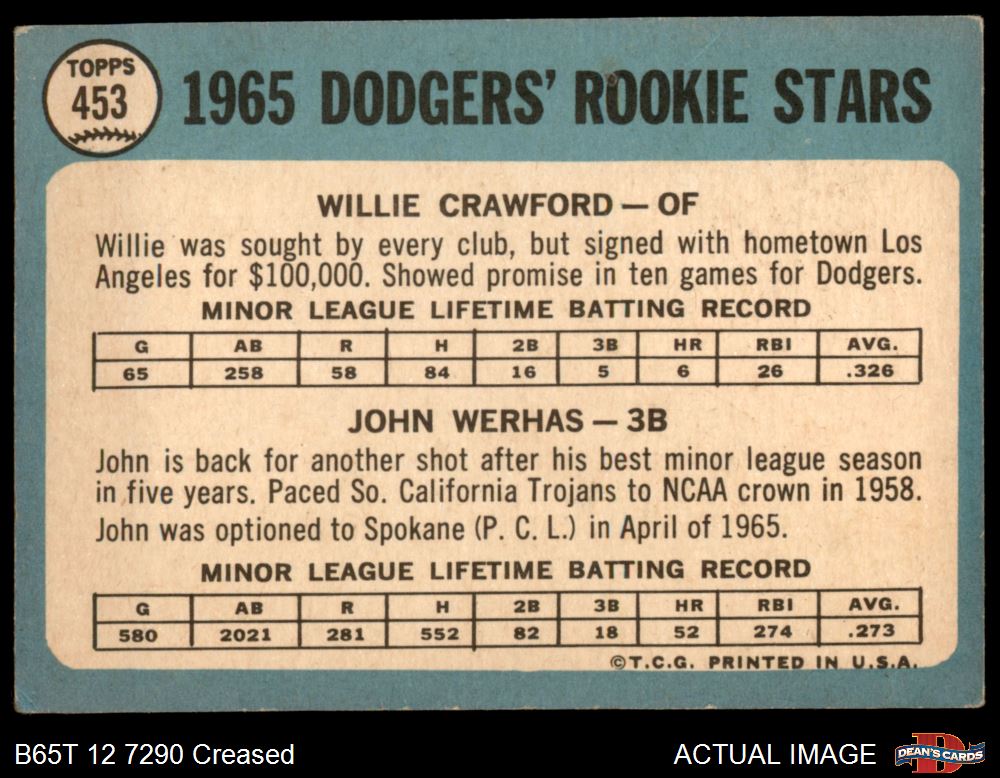 TOPPS
453
1965 DODGERS' ROOKIE STARS
WILLIE CRAWFORD — OF
Willie was sought by every club, but signed with hometown Los
Angeles for $100,000. Showed promise in ten games for Dodgers.
MINOR LEAGUE LIFETIME BATTING RECORD
G AB R H 2B 3B HR RBI AVG.
65 258 58 84 16 5 6 26 .326
JOHN WERHAS — 3B
John is back for another shot after his best minor league season
in five years. Paced So. California Trojans to NCAA crown in 1958.
John was optioned to Spokane (P. C. L.) in April of 1965.
MINOR LEAGUE LIFETIME BATTING RECORD
G AB R H 2B 3B HR RBI AVG.
580 2021 281 552 82 18 52 274 .273
©T.C.G. PRINTED IN U.S.A.
B65T 12 7290 Creased
ACTUAL IMAGE
D
DEAN'S CARDS